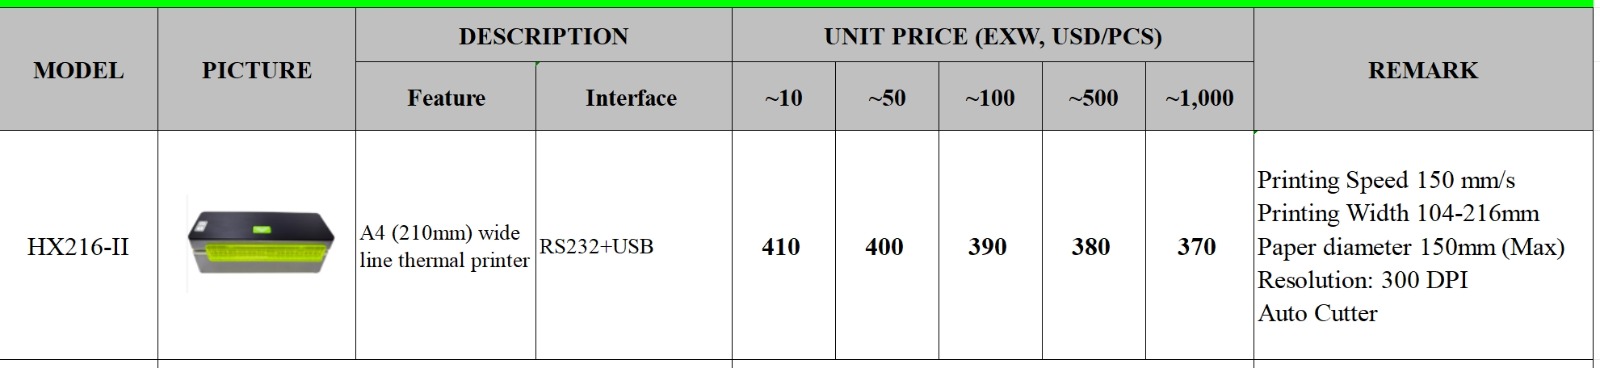 MODEL
PICTURE
DESCRIPTION
Feature
Interface
UNIT PRICE (EXW, USD/PCS)
~10
~50
~100
~500
~1,000
REMARK
HX216-II
A4 (210mm) wide
line thermal printer
RS232+USB
410
400
390
380
370
Printing Speed 150 mm/s
Printing Width 104-216mm
Paper diameter 150mm (Max)
Resolution: 300 DPI
Auto Cutter